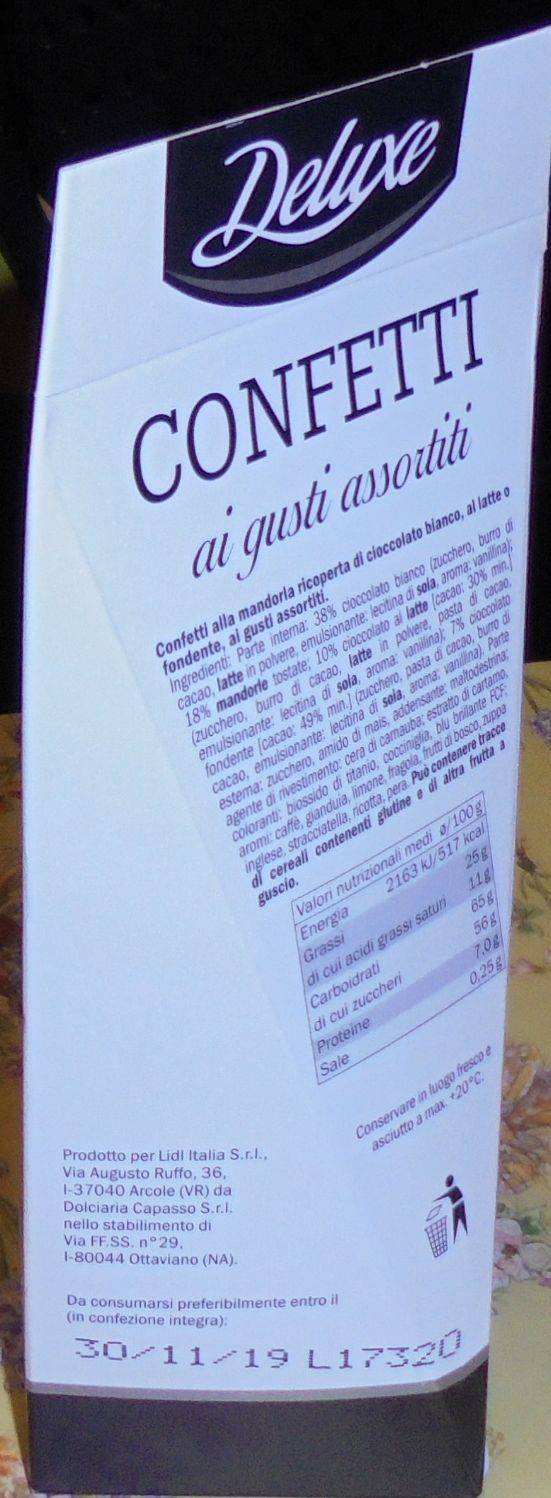 Deluxe
CONFETTI
ai gusti assortiti
Confetti alla mandorla ricoperta di cioccolato bianco, al latte o
fondente, ai gusti assortiti.
Ingredienti: Parte interna: 38% cioccolato bianco (zucchero, burro di
cacao, latte in polvere, emulsionante: lecitina di soia, aroma: vanillina);
18% mandorle tostate; 10% cioccolato al latte [cacao: 30% min.]
(zucchero, burro di cacao, latte in polvere, pasta di cacao,
emulsionante: lecitina di soia, aroma: vanillina); 7% cioccolato
fondente [cacao: 49% min.] (zucchero, pasta di cacao, burro di
cacao, emulsionante: lecitina di soia, aroma: vanillina). Parte
esterna: zucchero, amido di mais, addensante: maltodestrina;
agente di rivestimento: cera di carnauba; estratto di cartamo,
coloranti: biossido di titanio, cocciniglia, blu brillante FCF;
aromi: caffè, gianduia, limone, fragola, frutti di bosco, zuppa
inglese, stracciatella, ricotta, pera. Può contenere tracce
di cereali contenenti glutine e di altra frutta a
guscio.
Valori nutrizionali medi ø/100 g
Energia 2163 kJ/517 kcal
Grassi 25 g
di cui acidi grassi saturi 11 g
Carboidrati 65 g
di cui zuccheri 56 g
Proteine 7,0 g
Sale 0,25 g
Conservare in luogo fresco e
asciutto a max. +20°C.
Prodotto per Lidl Italia S.r.l.,
Via Augusto Ruffo, 36,
I-37040 Arcole (VR) da
Dolciaria Capasso S.r.l.
nello stabilimento di
Via FF.SS. n°29,
I-80044 Ottaviano (NA).
Da consumarsi preferibilmente entro il
(in confezione integra):
30/11/19 L17320